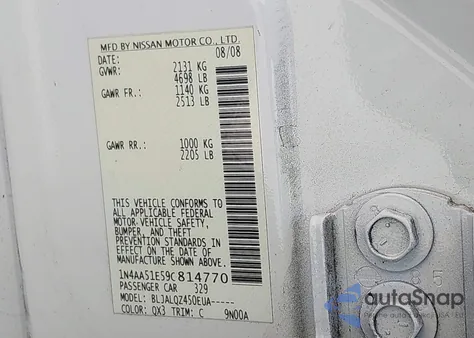 MFD BY NISSAN MOTOR CO., LTD.
DATE: 08/08
GVWR: 2131 KG
4698 LB
GAWR FR.: 1140 KG
2513 LB
GAWR RR.: 1000 KG
2205 LB
THIS VEHICLE CONFORMS TO
ALL APPLICABLE FEDERAL
MOTOR-VEHICLE SAFETY,
BUMPER, AND THEFT
PREVENTION STANDARDS IN
EFFECT ON THE DATE OF
MANUFACTURE SHOWN ABOVE.
1N4AA51E59C814770
PASSENGER CAR 329
MODEL: BLJALQZ450EUA-----
COLOR: QX3 TRIM: C 9N00A
autoSnap